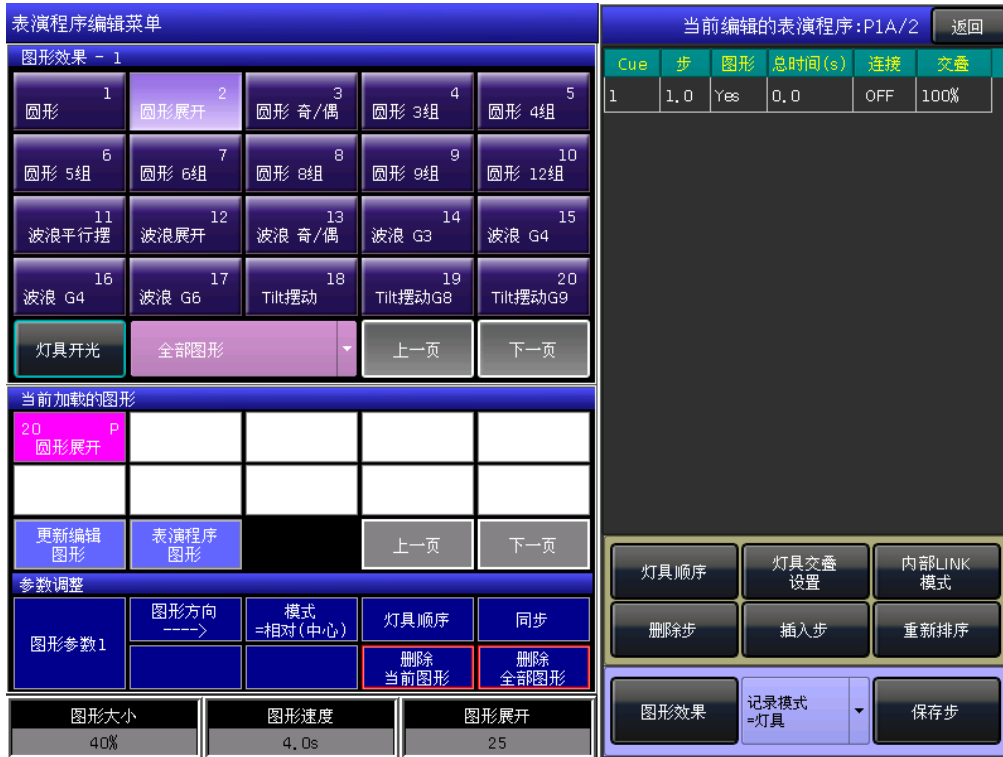 表演程序编辑菜单
图形效果 - 1
1
圆形
2
圆形展开
3
圆形 奇/偶
4
圆形 3组
5
圆形 4组
6
圆形 5组
7
圆形 6组
8
圆形 8组
9
圆形 9组
10
圆形 12组
11
波浪平行摆
12
波浪展开
13
波浪 奇/偶
14
波浪 G3
15
波浪 G4
16
波浪 G4
17
波浪 G6
18
Tilt摆动
19
Tilt摆动G8
20
Tilt摆动G9
灯具开光
全部图形
上一页
下一页
当前加载的图形
20 P
圆形展开
更新编辑
图形
表演程序
图形
上一页
下一页
参数调整
图形参数1
图形方向
---->
模式
=相对(中心)
灯具顺序
同步
删除
当前图形
删除
全部图形
图形大小
40%
图形速度
4.0s
图形展开
25
当前编辑的表演程序:P1A/2
返回
Cue 步 图形 总时间(s) 连接 交叠
1 1.0 Yes 0.0 OFF 100%
灯具顺序
灯具交叠
设置
内部LINK
模式
删除步
插入步
重新排序
图形效果
记录模式
=灯具
保存步